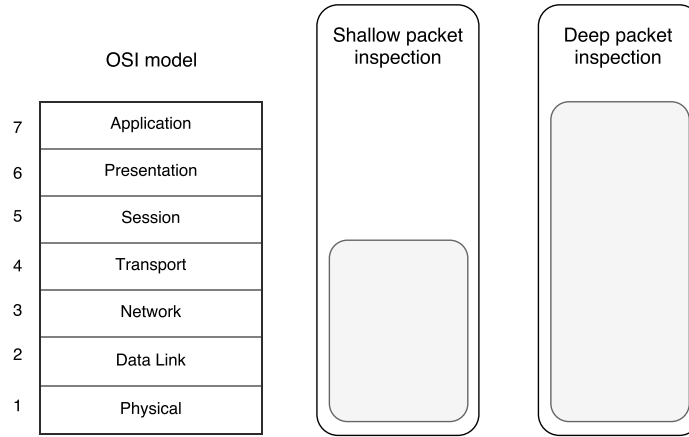 OSI model
Shallow packet
inspection
Deep packet
inspection
7 Application
6 Presentation
5 Session
4 Transport
3 Network
2 Data Link
1 Physical